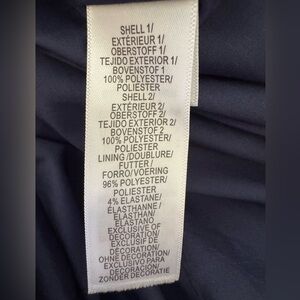 SHELL 1/
EXTÉRIEUR 1/
OBERSTOFF 1/
TEJIDO EXTERIOR 1/
BOVENSTOF 1
100% POLYESTER/
POLIESTER
SHELL 2/
EXTÉRIEUR 2/
OBERSTOFF 2/
TEJIDO EXTERIOR 2/
BOVENSTOF 2
100% POLYESTER/
POLIESTER
LINING /DOUBLURE/
FUTTER /
FORRO/VOERING
96% POLYESTER/
POLIESTER
4% ELASTANE/
ÉLASTHANNE/
ELASTHAN/
ELASTANO
EXCLUSIVE OF
DECORATION/
EXCLUSIF DE
DÉCORATION/
OHNE DEKORATION/
EXCLUSIVO PARA
DECORACIÓN/
ZONDER DECORATIE